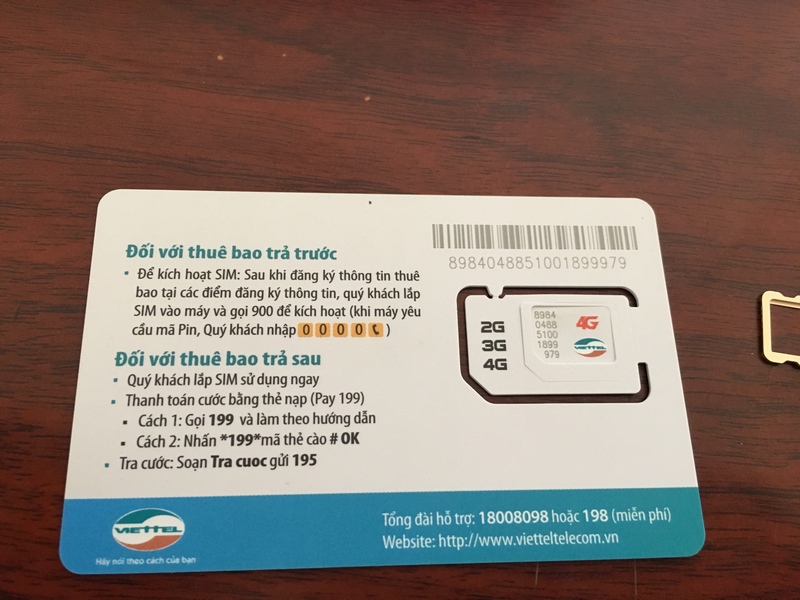 Đối với thuê bao trả trước
• Để kích hoạt SIM: Sau khi đăng ký thông tin thuê
bao tại các điểm đăng ký thông tin, quý khách lắp
SIM vào máy và gọi 900 để kích hoạt (khi máy yêu
cầu mã Pin, Quý khách nhập 0 0 0 0 )
Đối với thuê bao trả sau
• Quý khách lắp SIM sử dụng ngay
• Thanh toán cước bằng thẻ nạp (Pay 199)
▪ Cách 1: Gọi 199 và làm theo hướng dẫn
▪ Cách 2: Nhấn *199*mã thẻ cào # OK
• Tra cước: Soạn Tra cuoc gửi 195
8984048851001899979
2G
3G
4G
8984
0488
5100
1899
979
4G
VIETTEL
VIETTEL
Hãy nói theo cách của bạn
Tổng đài hỗ trợ: 18008098 hoặc 198 (miễn phí)
Website: http://www.vietteltelecom.vn